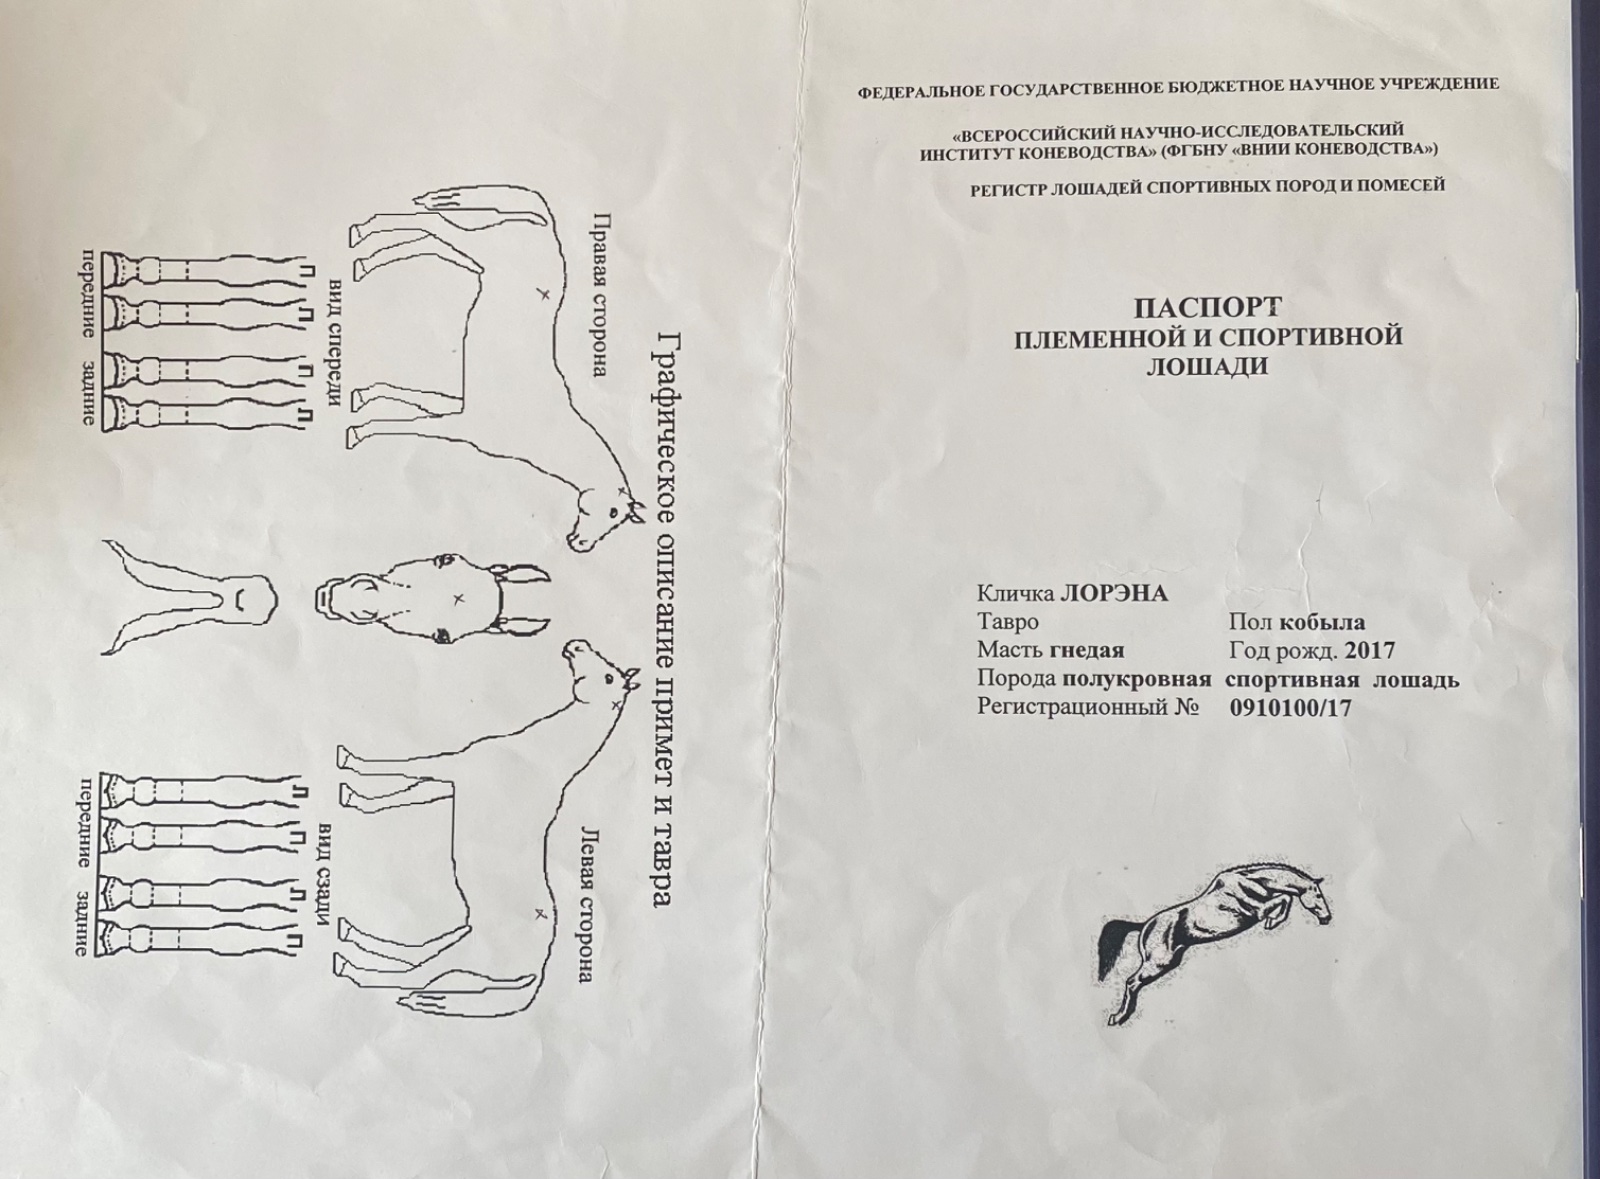 ФЕДЕРАЛЬНОЕ ГОСУДАРСТВЕННОЕ БЮДЖЕТНОЕ НАУЧНОЕ УЧРЕЖДЕНИЕ
«ВСЕРОССИЙСКИЙ НАУЧНО-ИССЛЕДОВАТЕЛЬСКИЙ
ИНСТИТУТ КОНЕВОДСТВА» (ФГБНУ «ВНИИ КОНЕВОДСТВА»)
РЕГИСТР ЛОШАДЕЙ СПОРТИВНЫХ ПОРОД И ПОМЕСЕЙ
ПАСПОРТ
ПЛЕМЕННОЙ И СПОРТИВНОЙ
ЛОШАДИ
Кличка ЛОРЭНА
Тавро Пол кобыла
Масть гнедая Год рожд. 2017
Порода полукровная спортивная лошадь
Регистрационный № 0910100/17
Графическое описание примет и тавра
Правая сторона
Левая сторона
вид спереди
П Л П Л
передние задние
вид сзади
Л П Л П
передние задние